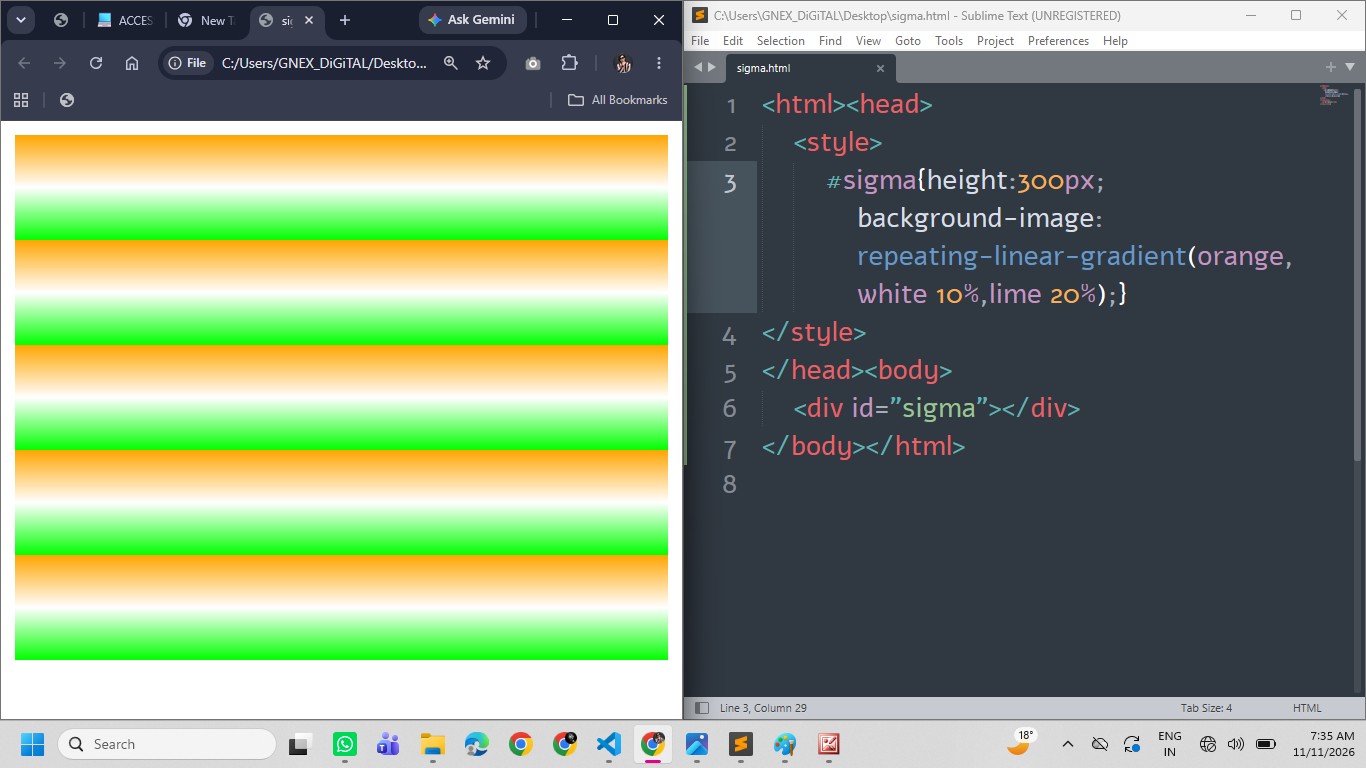 ACCES
New T
sig
Ask Gemini
File
C:/Users/GNEX_DiGiTAL/Deskto...
All Bookmarks
C:\Users\GNEX_DiGiTAL\Desktop\sigma.html - Sublime Text (UNREGISTERED)
File Edit Selection Find View Goto Tools Project Preferences Help
sigma.html
1 <html><head>
2 <style>
3 #sigma{height:300px;
background-image:
repeating-linear-gradient(orange,
white 10%,lime 20%);}
4 </style>
5 </head><body>
6 <div id=”sigma”></div>
7 </body></html>
8
Line 3, Column 29
Tab Size: 4
HTML
Search
18°
ENG
IN
7:35 AM
11/11/2026